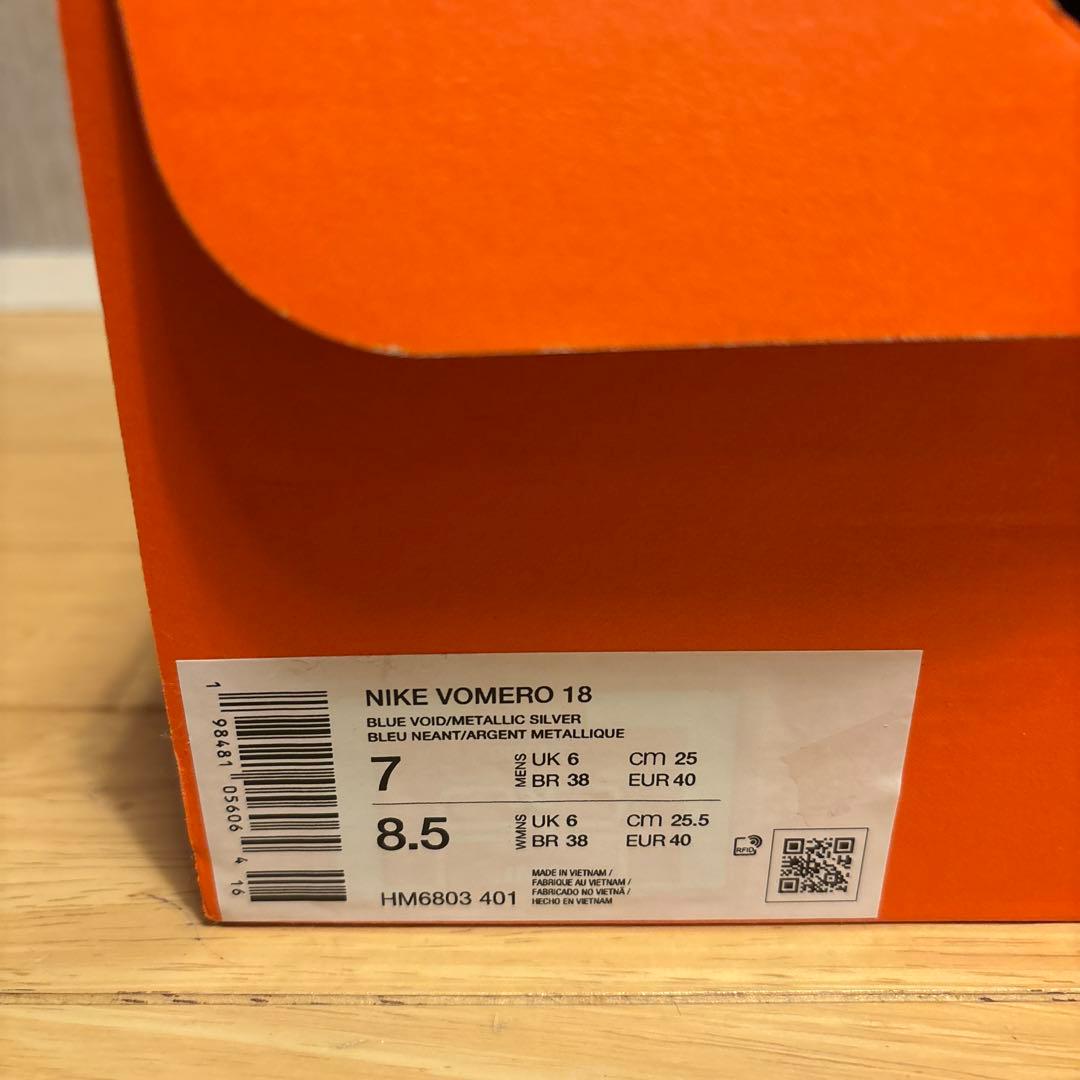 NIKE VOMERO 18
BLUE VOID/METALLIC SILVER
BLEU NEANT/ARGENT METALLIQUE
7 MENS UK 6 cm 25
BR 38 EUR 40
8.5 WMNS UK 6 cm 25.5
BR 38 EUR 40
RFID
HM6803 401
MADE IN VIETNAM /
FABRIQUE AU VIETNAM /
FABRICADO NO VIETNÃ /
HECHO EN VIETNAM
1 98481 05606 4 16